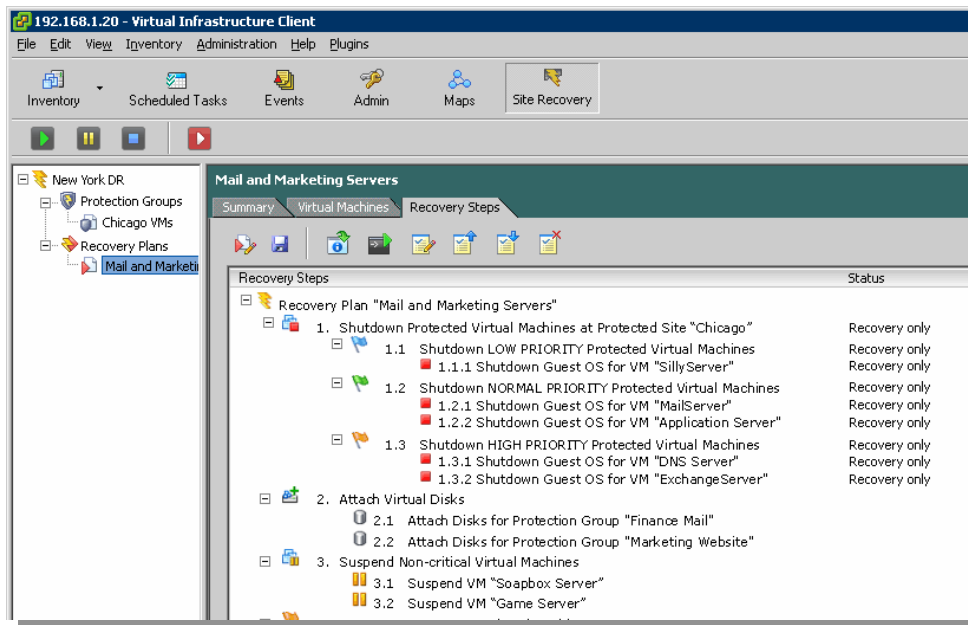 192.168.1.20 - Virtual Infrastructure Client
File Edit View Inventory Administration Help Plugins
Inventory Scheduled Tasks Events Admin Maps Site Recovery
New York DR
Protection Groups
Chicago VMs
Recovery Plans
Mail and Marketi
Mail and Marketing Servers
Summary Virtual Machines Recovery Steps
Recovery Steps Status
Recovery Plan "Mail and Marketing Servers"
1. Shutdown Protected Virtual Machines at Protected Site "Chicago" Recovery only
1.1 Shutdown LOW PRIORITY Protected Virtual Machines Recovery only
1.1.1 Shutdown Guest OS for VM "SillyServer" Recovery only
1.2 Shutdown NORMAL PRIORITY Protected Virtual Machines Recovery only
1.2.1 Shutdown Guest OS for VM "MailServer" Recovery only
1.2.2 Shutdown Guest OS for VM "Application Server" Recovery only
1.3 Shutdown HIGH PRIORITY Protected Virtual Machines Recovery only
1.3.1 Shutdown Guest OS for VM "DNS Server" Recovery only
1.3.2 Shutdown Guest OS for VM "ExchangeServer" Recovery only
2. Attach Virtual Disks
2.1 Attach Disks for Protection Group "Finance Mail"
2.2 Attach Disks for Protection Group "Marketing Website"
3. Suspend Non-critical Virtual Machines
3.1 Suspend VM "Soapbox Server"
3.2 Suspend VM "Game Server"